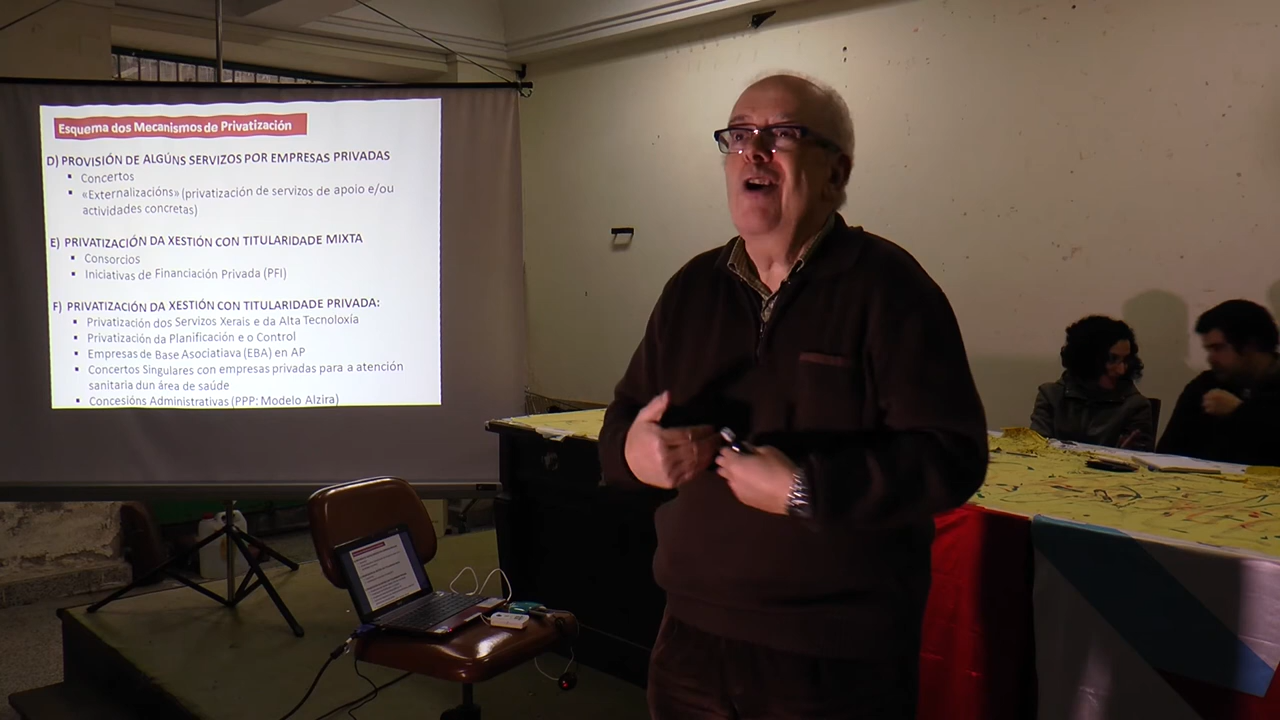 Esquema dos Mecanismos de Privatización
D) PROVISIÓN DE ALGÚNS SERVIZOS POR EMPRESAS PRIVADAS
▪ Concertos
▪ «Externalizacións» (privatización de servizos de apoio e/ou
actividades concretas)
E) PRIVATIZACIÓN DA XESTIÓN CON TITULARIDADE MIXTA
▪ Consorcios
▪ Iniciativas de Financiación Privada (PFI)
F) PRIVATIZACIÓN DA XESTIÓN CON TITULARIDADE PRIVADA:
▪ Privatización dos Servizos Xerais e da Alta Tecnoloxía
▪ Privatización da Planificación e o Control
▪ Empresas de Base Asociatiava (EBA) en AP
▪ Concertos Singulares con empresas privadas para a atención
sanitaria dun área de saúde
▪ Concesións Administrativas (PPP: Modelo Alzira)